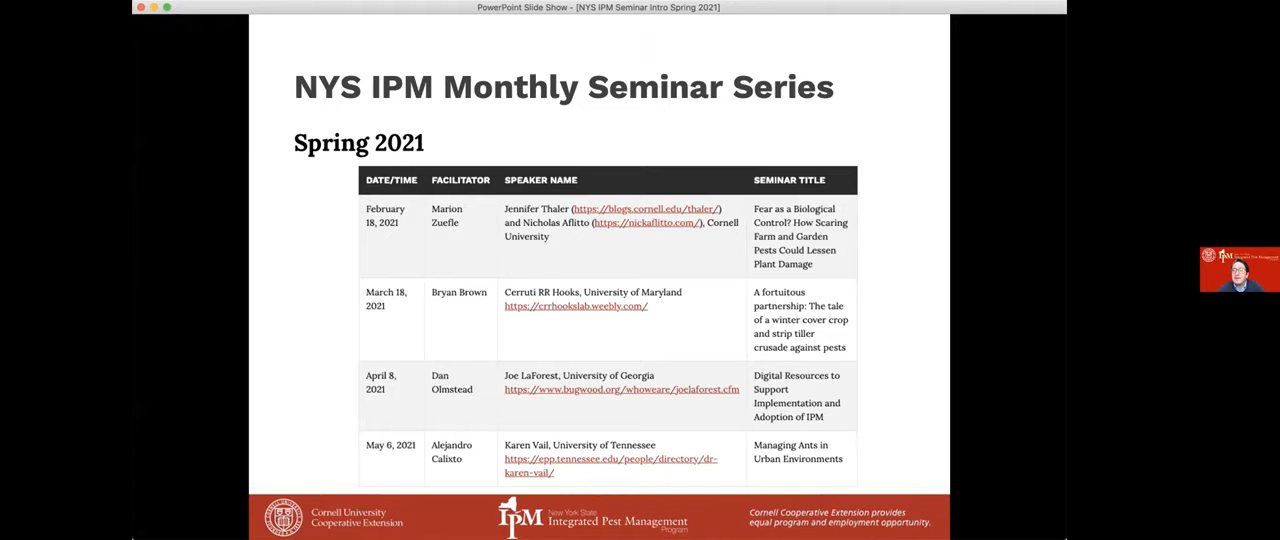 PowerPoint Slide Show - [NYS IPM Seminar Intro Spring 2021]
NYS IPM Monthly Seminar Series
Spring 2021
DATE/TIME FACILITATOR SPEAKER NAME SEMINAR TITLE
February Marion Jennifer Thaler (https://blogs.cornell.edu/thaler/) Fear as a Biological
18, 2021 Zuefle and Nicholas Aflitto (https://nickaflitto.com/), Cornell Control? How Scaring
University Farm and Garden
Pests Could Lessen
Plant Damage
March 18, Bryan Brown Cerruti RR Hooks, University of Maryland A fortuitous
2021 https://crrhookslab.weebly.com/ partnership: The tale
of a winter cover crop
and strip tiller
crusade against pests
April 8, Dan Joe LaForest, University of Georgia Digital Resources to
2021 Olmstead https://www.bugwood.org/whoweare/joelaforest.cfm Support
Implementation and
Adoption of IPM
May 6, 2021 Alejandro Karen Vail, University of Tennessee Managing Ants in
Calixto https://epp.tennessee.edu/people/directory/dr- Urban Environments
karen-vail/
Cornell University
Cooperative Extension
IPM
New York State
Integrated Pest Management
Program
Cornell Cooperative Extension provides
equal program and employment opportunity.